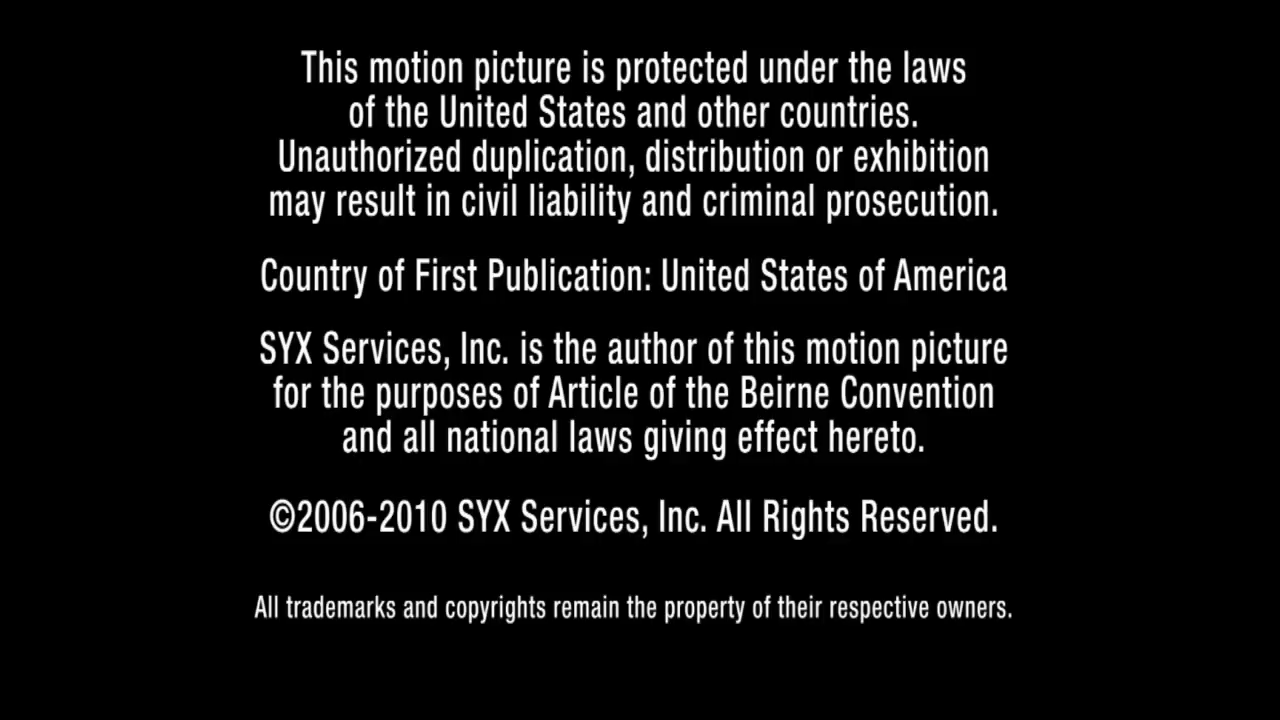 This motion picture is protected under the laws
of the United States and other countries.
Unauthorized duplication, distribution or exhibition
may result in civil liability and criminal prosecution.
Country of First Publication: United States of America
SYX Services, Inc. is the author of this motion picture
for the purposes of Article of the Beirne Convention
and all national laws giving effect hereto.
©2006-2010 SYX Services, Inc. All Rights Reserved.
All trademarks and copyrights remain the property of their respective owners.